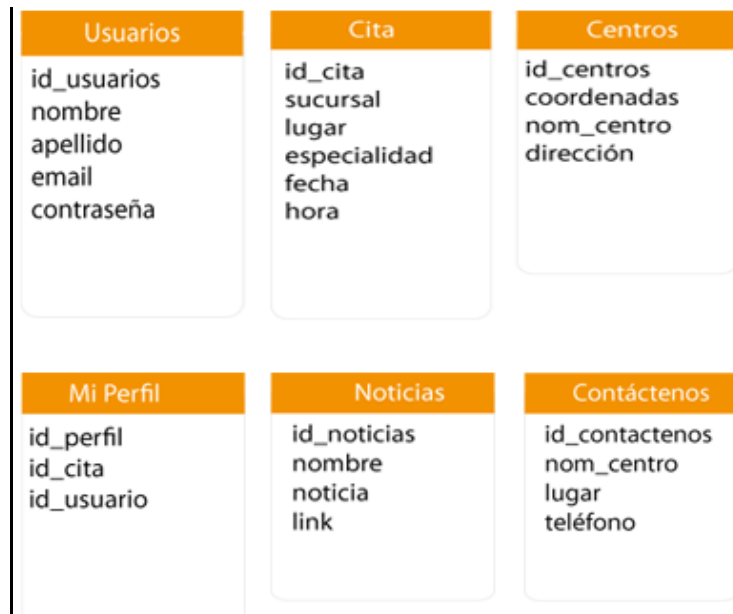 Usuarios
id_usuarios
nombre
apellido
email
contraseña
Cita
id_cita
sucursal
lugar
especialidad
fecha
hora
Centros
id_centros
coordenadas
nom_centro
dirección
Mi Perfil
id_perfil
id_cita
id_usuario
Noticias
id_noticias
nombre
noticia
link
Contáctenos
id_contactenos
nom_centro
lugar
teléfono